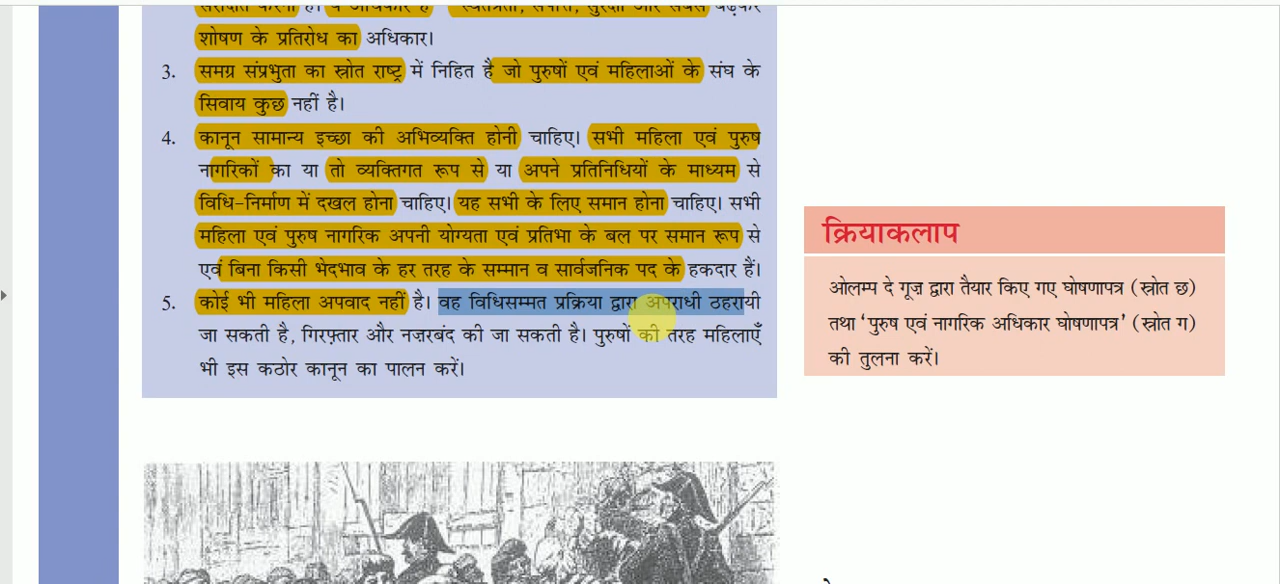 शोषण के प्रतिरोध का अधिकार।
3. समग्र संप्रभुता का स्रोत राष्ट्र में निहित है जो पुरुषों एवं महिलाओं के संघ के
सिवाय कुछ नहीं है।
4. कानून सामान्य इच्छा की अभिव्यक्ति होनी चाहिए। सभी महिला एवं पुरुष
नागरिकों का या तो व्यक्तिगत रूप से या अपने प्रतिनिधियों के माध्यम से
विधि-निर्माण में दखल होना चाहिए। यह सभी के लिए समान होना चाहिए। सभी
महिला एवं पुरुष नागरिक अपनी योग्यता एवं प्रतिभा के बल पर समान रूप से
एवं बिना किसी भेदभाव के हर तरह के सम्मान व सार्वजनिक पद के हकदार हैं।
5. कोई भी महिला अपवाद नहीं है। वह विधिसम्मत प्रक्रिया द्वारा अपराधी ठहरायी
जा सकती है, गिरफ़्तार और नज़रबंद की जा सकती है। पुरुषों की तरह महिलाएँ
भी इस कठोर कानून का पालन करें।
क्रियाकलाप
ओलम्प दे गूज द्वारा तैयार किए गए घोषणापत्र (स्रोत छ)
तथा ‘पुरुष एवं नागरिक अधिकार घोषणापत्र’ (स्रोत ग)
की तुलना करें।